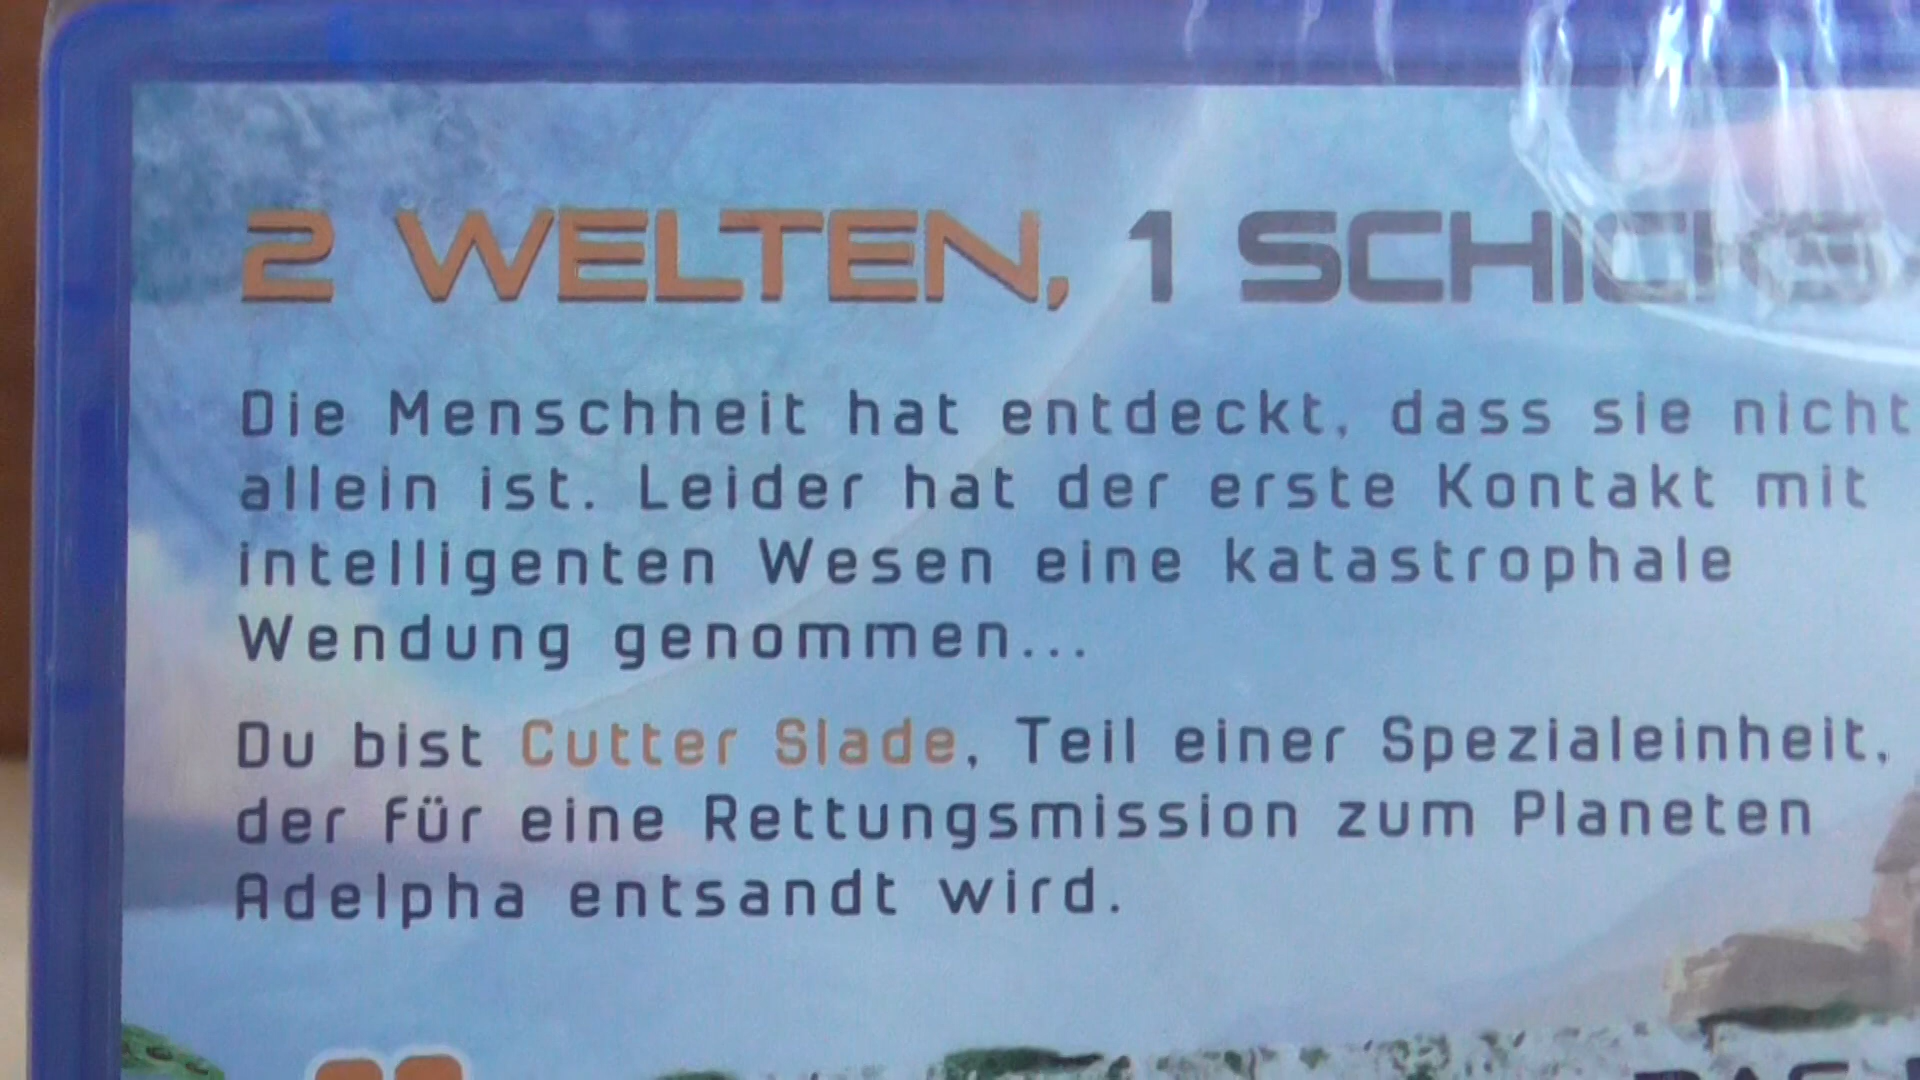 2 WELTEN, 1
Die Menschheit hat entdeckt, dass sie nicht
allein ist. Leider hat der erste Kontakt mit
intelligenten Wesen eine katastrophale
Wendung genommen...
Du bist Cutter Slade, Teil einer Spezialeinheit,
der für eine Rettungsmission zum Planeten
Adelpha entsandt wird.